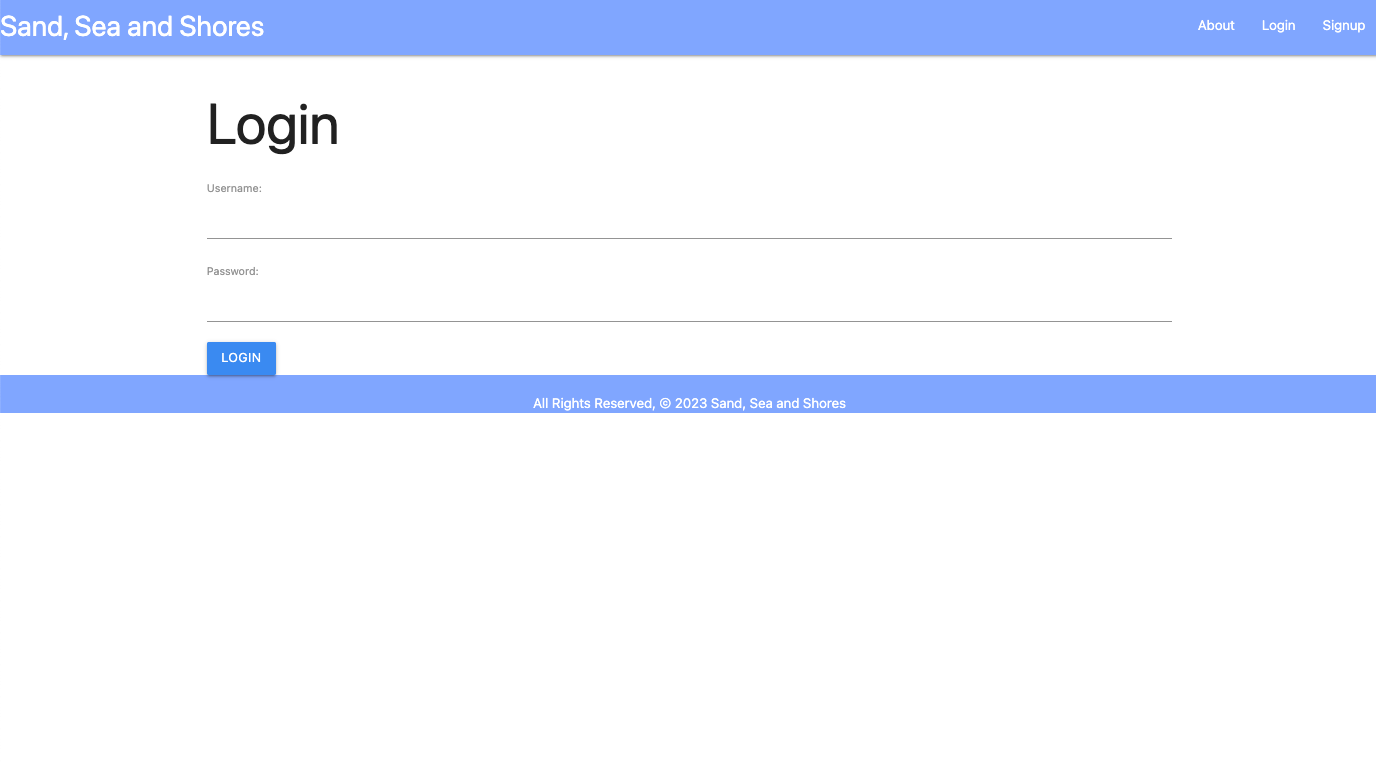 Sand, Sea and Shores
About Login Signup
Login
Username:
Password:
LOGIN
All Rights Reserved, © 2023 Sand, Sea and Shores